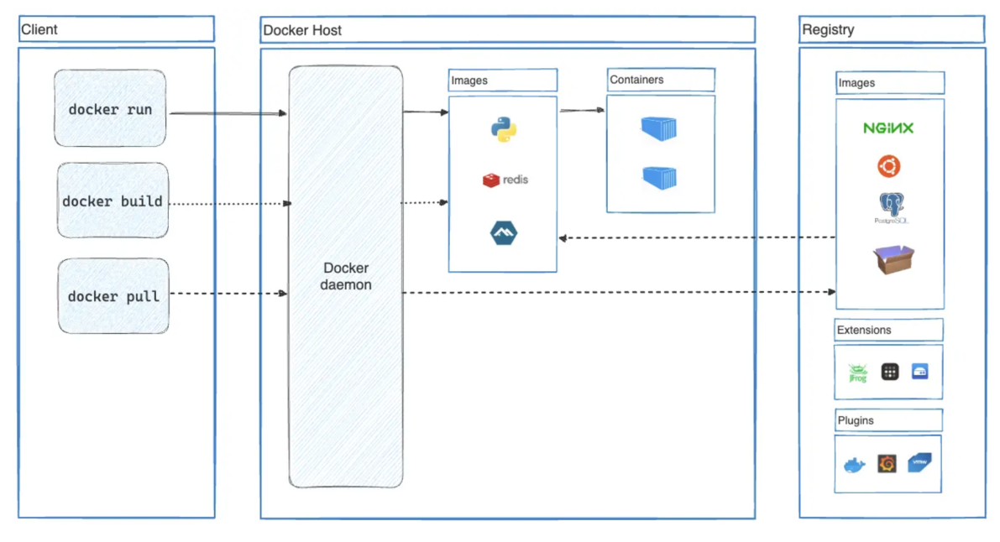 Client
Docker Host
Registry
docker run
docker build
docker pull
Docker
daemon
Images
redis
Containers
Images
NGINX
PostgreSQL
Extensions
JFrog
Plugins
vmw